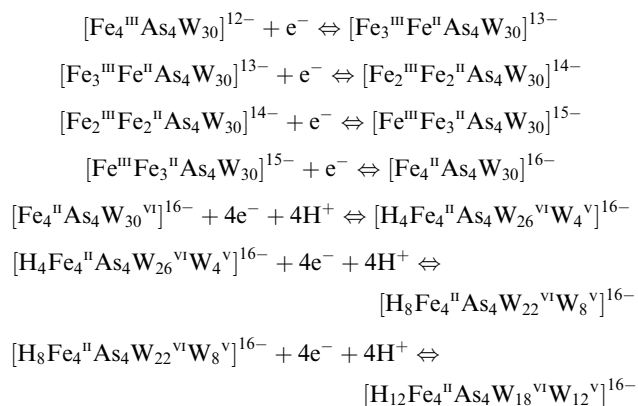 [Fe₄ᴵᴵᴵAs₄W₃₀]¹²⁻ + e⁻ ⇔ [Fe₃ᴵᴵᴵFeᴵᴵAs₄W₃₀]¹³⁻
[Fe₃ᴵᴵᴵFeᴵᴵAs₄W₃₀]¹³⁻ + e⁻ ⇔ [Fe₂ᴵᴵᴵFe₂ᴵᴵAs₄W₃₀]¹⁴⁻
[Fe₂ᴵᴵᴵFe₂ᴵᴵAs₄W₃₀]¹⁴⁻ + e⁻ ⇔ [FeᴵᴵᴵFe₃ᴵᴵAs₄W₃₀]¹⁵⁻
[FeᴵᴵᴵFe₃ᴵᴵAs₄W₃₀]¹⁵⁻ + e⁻ ⇔ [Fe₄ᴵᴵAs₄W₃₀]¹⁶⁻
[Fe₄ᴵᴵAs₄W₃₀ⱽᴵ]¹⁶⁻ + 4e⁻ + 4H⁺ ⇔ [H₄Fe₄ᴵᴵAs₄W₂₆ⱽᴵW₄ⱽ]¹⁶⁻
[H₄Fe₄ᴵᴵAs₄W₂₆ⱽᴵW₄ⱽ]¹⁶⁻ + 4e⁻ + 4H⁺ ⇔
[H₈Fe₄ᴵᴵAs₄W₂₂ⱽᴵW₈ⱽ]¹⁶⁻
[H₈Fe₄ᴵᴵAs₄W₂₂ⱽᴵW₈ⱽ]¹⁶⁻ + 4e⁻ + 4H⁺ ⇔
[H₁₂Fe₄ᴵᴵAs₄W₁₈ⱽᴵW₁₂ⱽ]¹⁶⁻